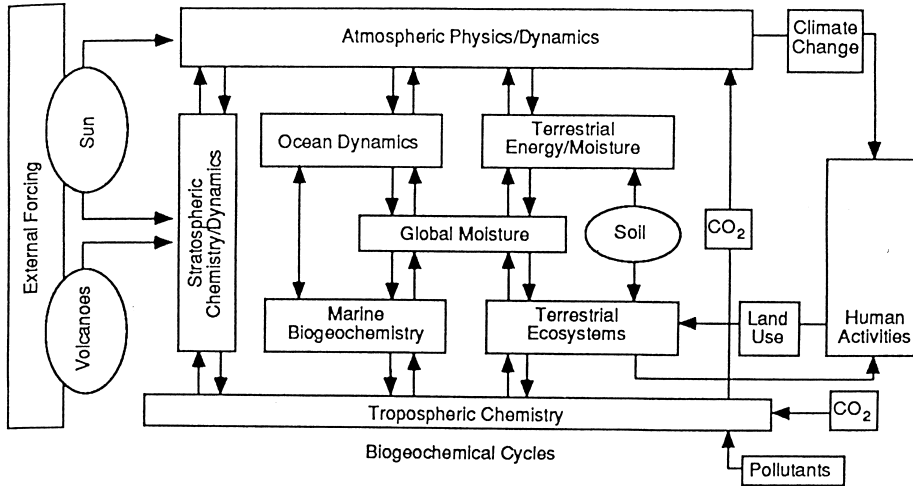 Atmospheric Physics/Dynamics
Climate
Change
External Forcing
Sun
Volcanoes
Stratospheric
Chemistry/Dynamics
Ocean Dynamics
Terrestrial
Energy/Moisture
Global Moisture
Soil
CO2
Marine
Biogeochemistry
Terrestrial
Ecosystems
Land
Use
Human
Activities
Tropospheric Chemistry
CO2
Biogeochemical Cycles
Pollutants